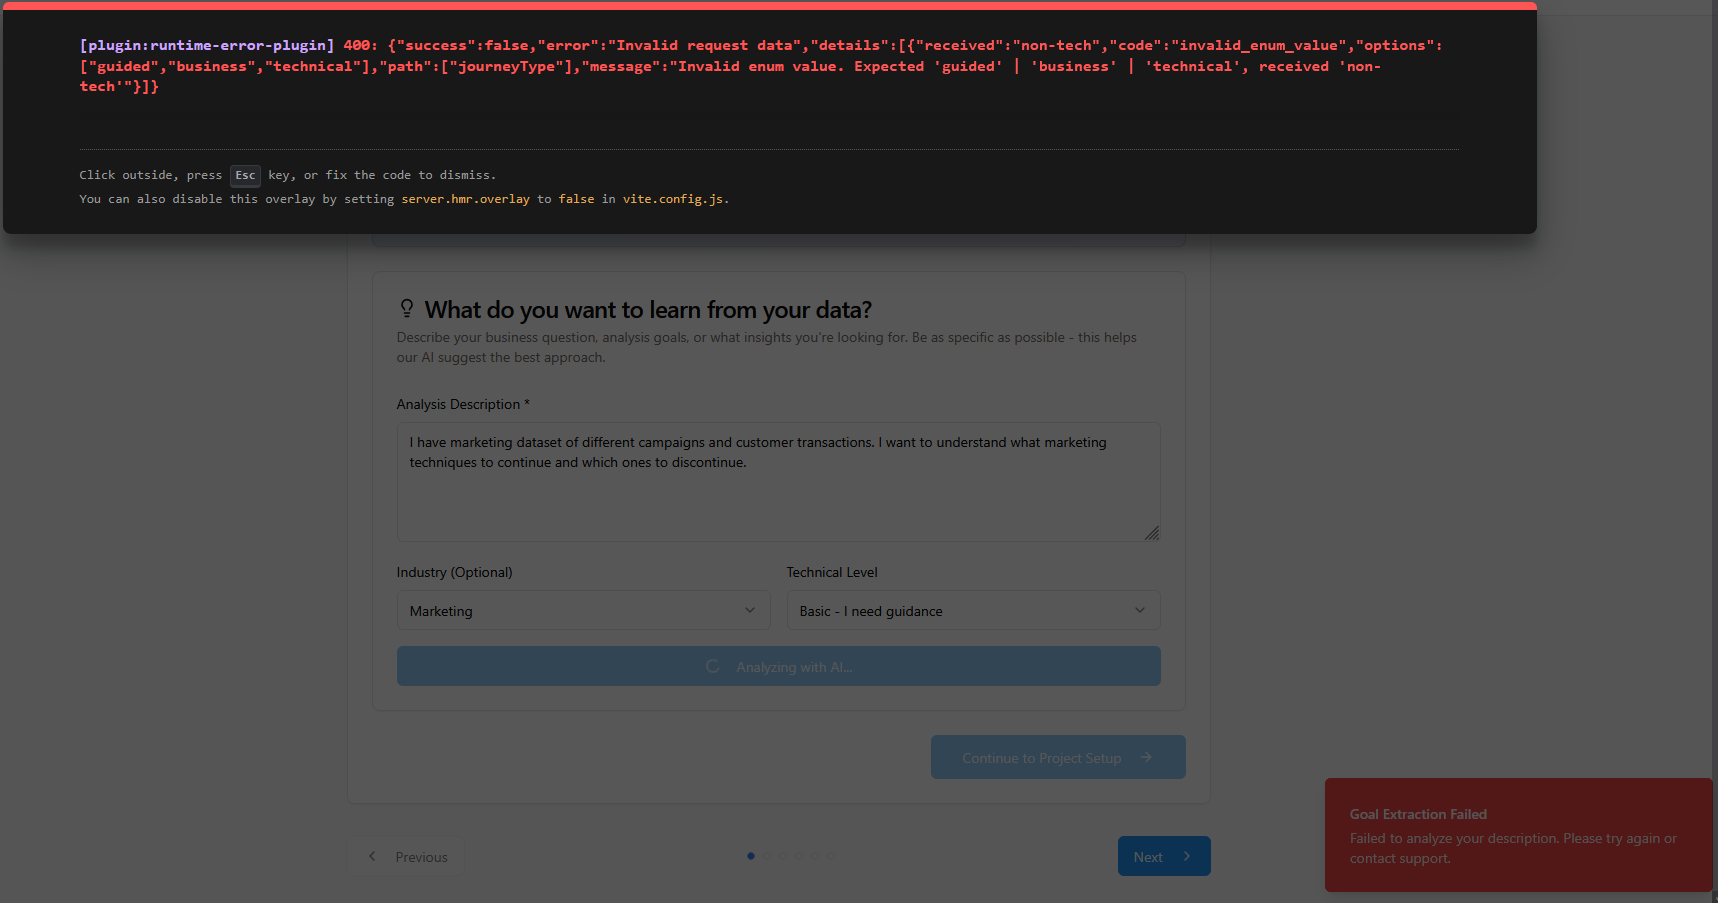 [plugin:runtime-error-plugin] 400: {"success":false,"error":"Invalid request data","details":[{"received":"non-tech","code":"invalid_enum_value","options":
["guided","business","technical"],"path":["journeyType"],"message":"Invalid enum value. Expected 'guided' | 'business' | 'technical', received 'non-
tech'"}]}
Click outside, press Esc key, or fix the code to dismiss.
You can also disable this overlay by setting server.hmr.overlay to false in vite.config.js.
What do you want to learn from your data?
Describe your business question, analysis goals, or what insights you're looking for. Be as specific as possible - this helps
our AI suggest the best approach.
Analysis Description *
I have marketing dataset of different campaigns and customer transactions. I want to understand what marketing
techniques to continue and which ones to discontinue.
Industry (Optional)
Technical Level
Marketing
Basic - I need guidance
Analyzing with AI...
Continue to Project Setup
Goal Extraction Failed
Failed to analyze your description. Please try again or
contact support.
Previous
Next